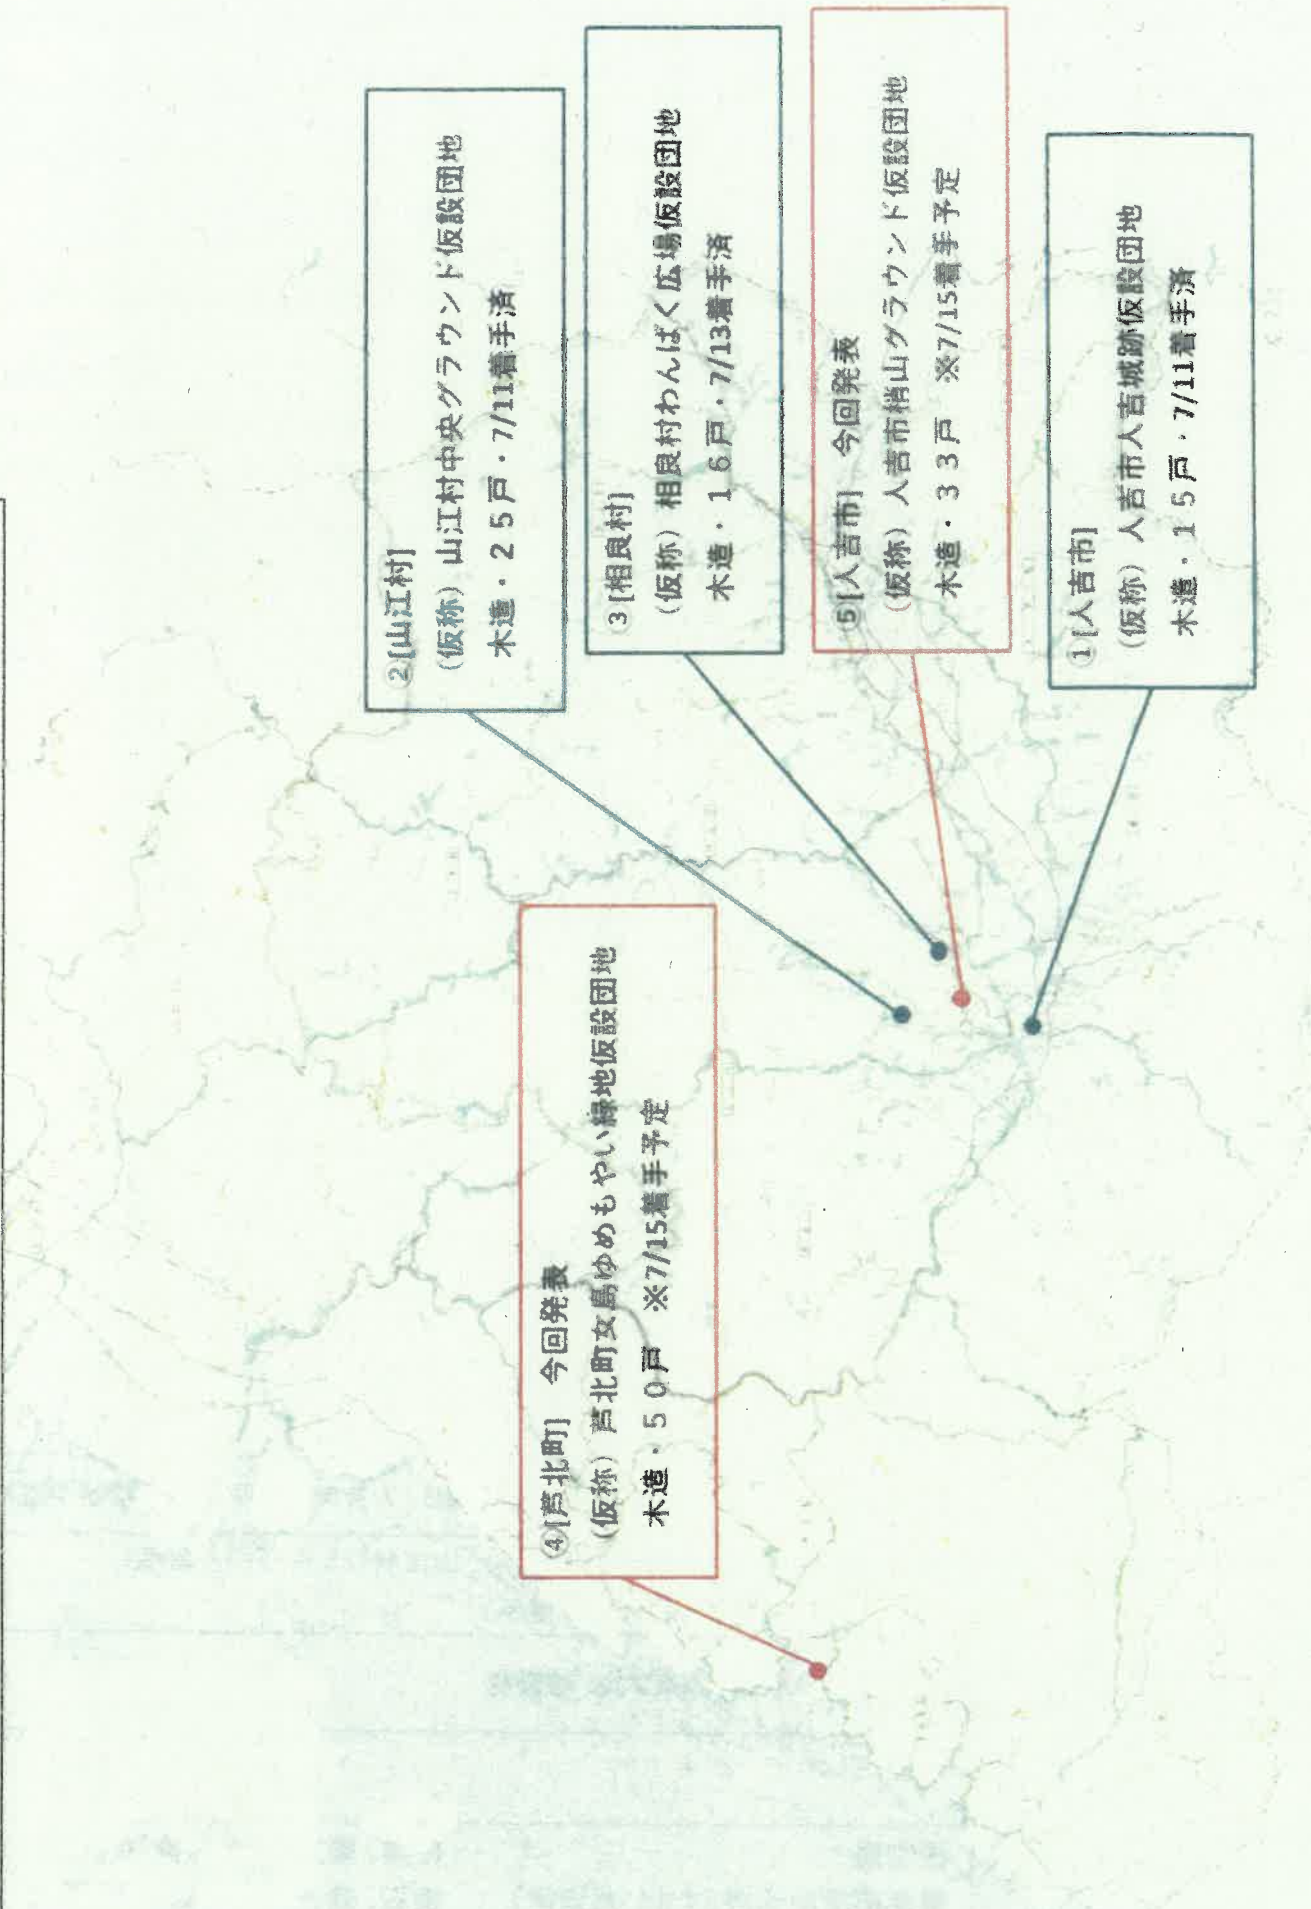 ②[山江村]
(仮称) 山江村中央グラウンド仮設団地
木造・25戸・7/11着手済
③[相良村]
(仮称) 相良村わんぱく広場仮設団地
木造・16戸・7/13着手済
④[芦北町] 今回発表
(仮称) 芦北町女島ゆめもやい緑地仮設団地
木造・50戸 ※7/15着手予定
⑤[人吉市] 今回発表
(仮称) 人吉市梢山グラウンド仮設団地
木造・33戸 ※7/15着手予定
①[人吉市]
(仮称) 人吉市人吉城跡仮設団地
木造・15戸・7/11着手済